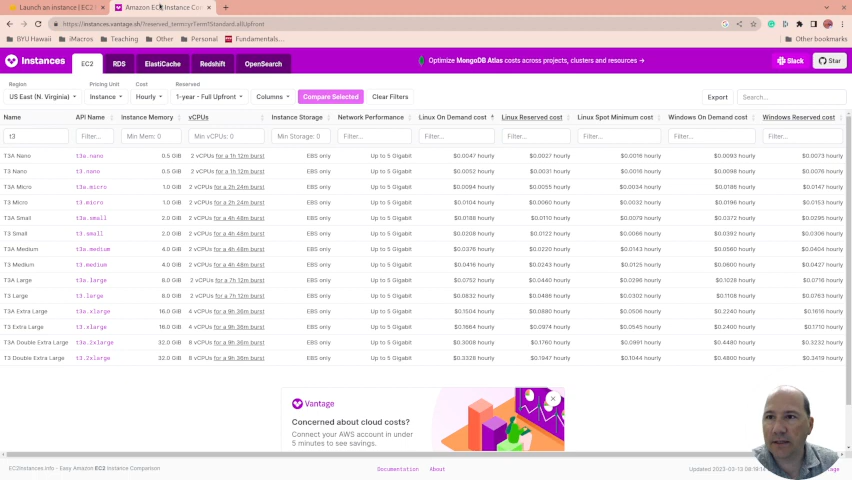 Launch an instance | EC2
Amazon EC2 Instance Con
https://instances.vantage.sh/?reserved_term=yrTerm1Standard.allUpfront
BYU Hawaii
iMacros
Teaching
Other
Personal
Fundamentals...
Other bookmarks
Instances
EC2
RDS
ElastiCache
Redshift
OpenSearch
Optimize MongoDB Atlas costs across projects, clusters and resources →
Slack
Star
Region
Pricing Unit
Cost
Reserved
US East (N. Virginia)
Instance
Hourly
1-year - Full Upfront
Columns
Compare Selected
Clear Filters
Export
Search...
Name API Name Instance Memory vCPUs Instance Storage Network Performance Linux On Demand cost Linux Reserved cost Linux Spot Minimum cost Windows On Demand cost Windows Reserved cost
t3 Filter... Min Mem: 0 Min vCPUs: 0 Min Storage: 0 Filter... Filter... Filter... Filter... Filter... Filter...
T3A Nano t3a.nano 0.5 GiB 2 vCPUs for a 1h 12m burst EBS only Up to 5 Gigabit $0.0047 hourly $0.0027 hourly $0.0016 hourly $0.0093 hourly $0.0073 hourly
T3 Nano t3.nano 0.5 GiB 2 vCPUs for a 1h 12m burst EBS only Up to 5 Gigabit $0.0052 hourly $0.0031 hourly $0.0016 hourly $0.0098 hourly $0.0076 hourly
T3A Micro t3a.micro 1.0 GiB 2 vCPUs for a 2h 24m burst EBS only Up to 5 Gigabit $0.0094 hourly $0.0055 hourly $0.0034 hourly $0.0186 hourly $0.0147 hourly
T3 Micro t3.micro 1.0 GiB 2 vCPUs for a 2h 24m burst EBS only Up to 5 Gigabit $0.0104 hourly $0.0060 hourly $0.0032 hourly $0.0196 hourly $0.0153 hourly
T3A Small t3a.small 2.0 GiB 2 vCPUs for a 4h 48m burst EBS only Up to 5 Gigabit $0.0188 hourly $0.0110 hourly $0.0079 hourly $0.0372 hourly $0.0295 hourly
T3 Small t3.small 2.0 GiB 2 vCPUs for a 4h 48m burst EBS only Up to 5 Gigabit $0.0208 hourly $0.0122 hourly $0.0066 hourly $0.0392 hourly $0.0306 hourly
T3A Medium t3a.medium 4.0 GiB 2 vCPUs for a 4h 48m burst EBS only Up to 5 Gigabit $0.0376 hourly $0.0220 hourly $0.0143 hourly $0.0560 hourly $0.0404 hourly
T3 Medium t3.medium 4.0 GiB 2 vCPUs for a 4h 48m burst EBS only Up to 5 Gigabit $0.0416 hourly $0.0243 hourly $0.0125 hourly $0.0600 hourly $0.0427 hourly
T3A Large t3a.large 8.0 GiB 2 vCPUs for a 7h 12m burst EBS only Up to 5 Gigabit $0.0752 hourly $0.0440 hourly $0.0296 hourly $0.1028 hourly $0.0716 hourly
T3 Large t3.large 8.0 GiB 2 vCPUs for a 7h 12m burst EBS only Up to 5 Gigabit $0.0832 hourly $0.0486 hourly $0.0302 hourly $0.1108 hourly $0.0763 hourly
T3A Extra Large t3a.xlarge 16.0 GiB 4 vCPUs for a 9h 36m burst EBS only Up to 5 Gigabit $0.1504 hourly $0.0880 hourly $0.0506 hourly $0.2240 hourly $0.1616 hourly
T3 Extra Large t3.xlarge 16.0 GiB 4 vCPUs for a 9h 36m burst EBS only Up to 5 Gigabit $0.1664 hourly $0.0974 hourly $0.0545 hourly $0.2400 hourly $0.1710 hourly
T3A Double Extra Large t3a.2xlarge 32.0 GiB 8 vCPUs for a 9h 36m burst EBS only Up to 5 Gigabit $0.3008 hourly $0.1760 hourly $0.0991 hourly $0.4480 hourly $0.3232 hourly
T3 Double Extra Large t3.2xlarge 32.0 GiB 8 vCPUs for a 9h 36m burst EBS only Up to 5 Gigabit $0.3328 hourly $0.1947 hourly $0.1044 hourly $0.4800 hourly $0.3419 hourly
Vantage
Concerned about cloud costs?
Connect your AWS account in under
5 minutes to see savings.
EC2Instances.info - Easy Amazon EC2 Instance Comparison
Documentation
About
Updated 2023-03-13